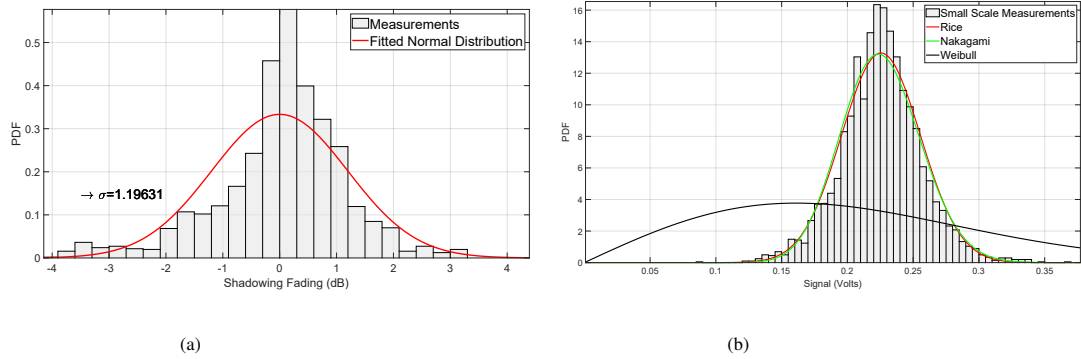 Measurements
Fitted Normal Distribution
PDF
0.5
0.4
0.3
0.2
0.1
0
→ σ=1.19631
-4 -3 -2 -1 0 1 2 3 4
Shadowing Fading (dB)
(a)
Small Scale Measurements
Rice
Nakagami
Weibull
PDF
16
14
12
10
8
6
4
2
0
0.05 0.1 0.15 0.2 0.25 0.3 0.35
Signal (Volts)
(b)